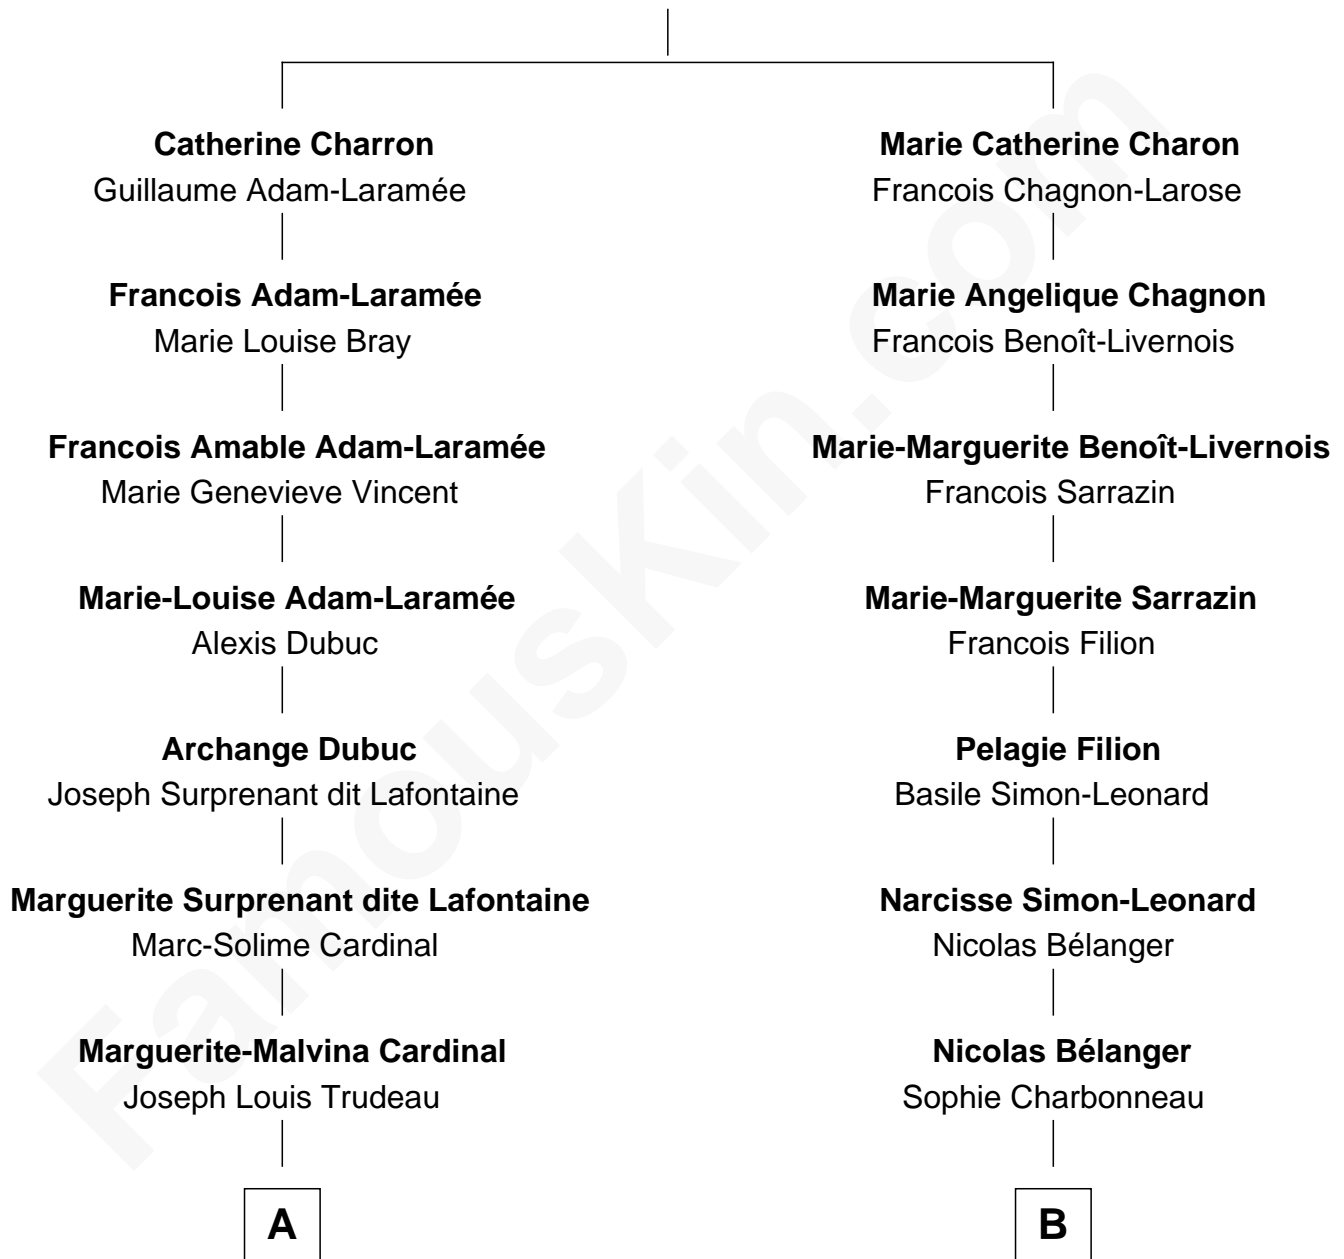 Catherine Charron
Guillaume Adam-Laramée
Francois Adam-Laramée
Marie Louise Bray
Francois Amable Adam-Laramée
Marie Genevieve Vincent
Marie-Louise Adam-Laramée
Alexis Dubuc
Archange Dubuc
Joseph Surprenant dit Lafontaine
Marguerite Surprenant dite Lafontaine
Marc-Solime Cardinal
Marguerite-Malvina Cardinal
Joseph Louis Trudeau
A
Marie Catherine Charon
Francois Chagnon-Larose
Marie Angelique Chagnon
Francois Benoît-Livernois
Marie-Marguerite Benoît-Livernois
Francois Sarrazin
Marie-Marguerite Sarrazin
Francois Filion
Pelagie Filion
Basile Simon-Leonard
Narcisse Simon-Leonard
Nicolas Bélanger
Nicolas Bélanger
Sophie Charbonneau
B
FamousKin.com